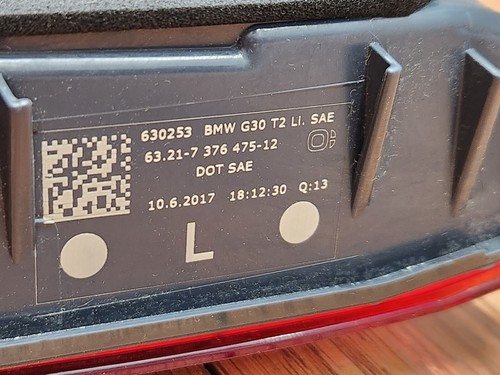 630253 BMW G30 T2 LI. SAE
63.21-7 376 475-12
DOT SAE
10.6.2017 18:12:30 Q:13
L